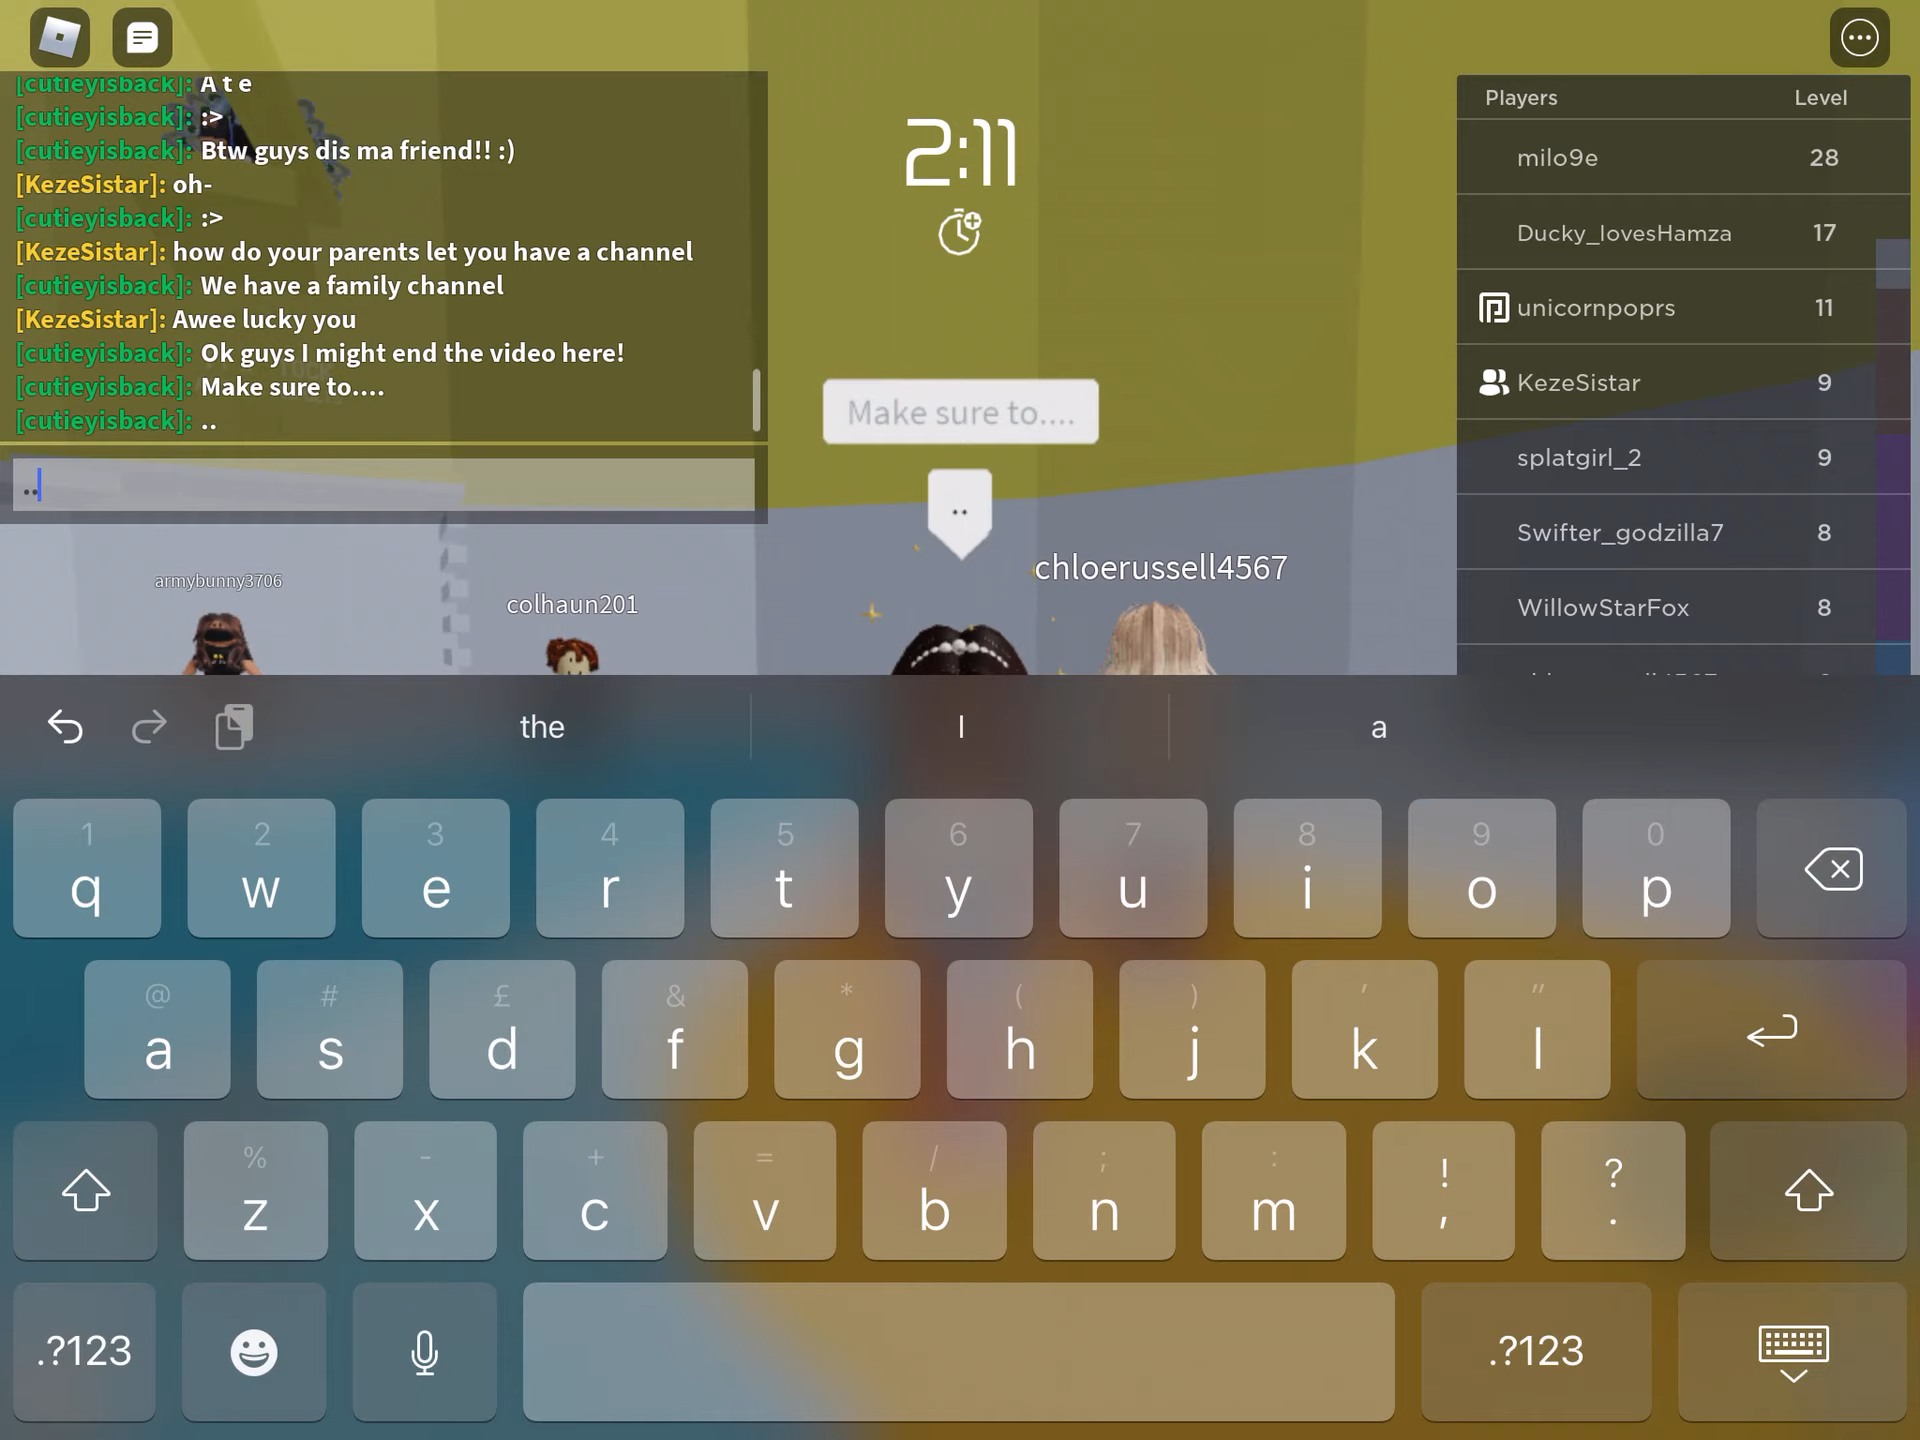 [cutieyisback]: A t e
[cutieyisback]: :>
[cutieyisback]: Btw guys dis ma friend!! :)
[KezeSistar]: oh-
[cutieyisback]: :>
[KezeSistar]: how do your parents let you have a channel
[cutieyisback]: We have a family channel
[KezeSistar]: Awee lucky you
[cutieyisback]: Ok guys I might end the video here!
[cutieyisback]: Make sure to....
[cutieyisback]: ..
..
2:11
Make sure to....
..
armybunny3706
colhaun201
chloerussell4567
Players Level
milo9e 28
Ducky_lovesHamza 17
unicornpoprs 11
KezeSistar 9
splatgirl_2 9
Swifter_godzilla7 8
WillowStarFox 8
the I a
1 2 3 4 5 6 7 8 9 0
q w e r t y u i o p
@ # £ & * ( ) ' "
a s d f g h j k l
% - + = / ; : ! ?
z x c v b n m , .
.?123 .?123